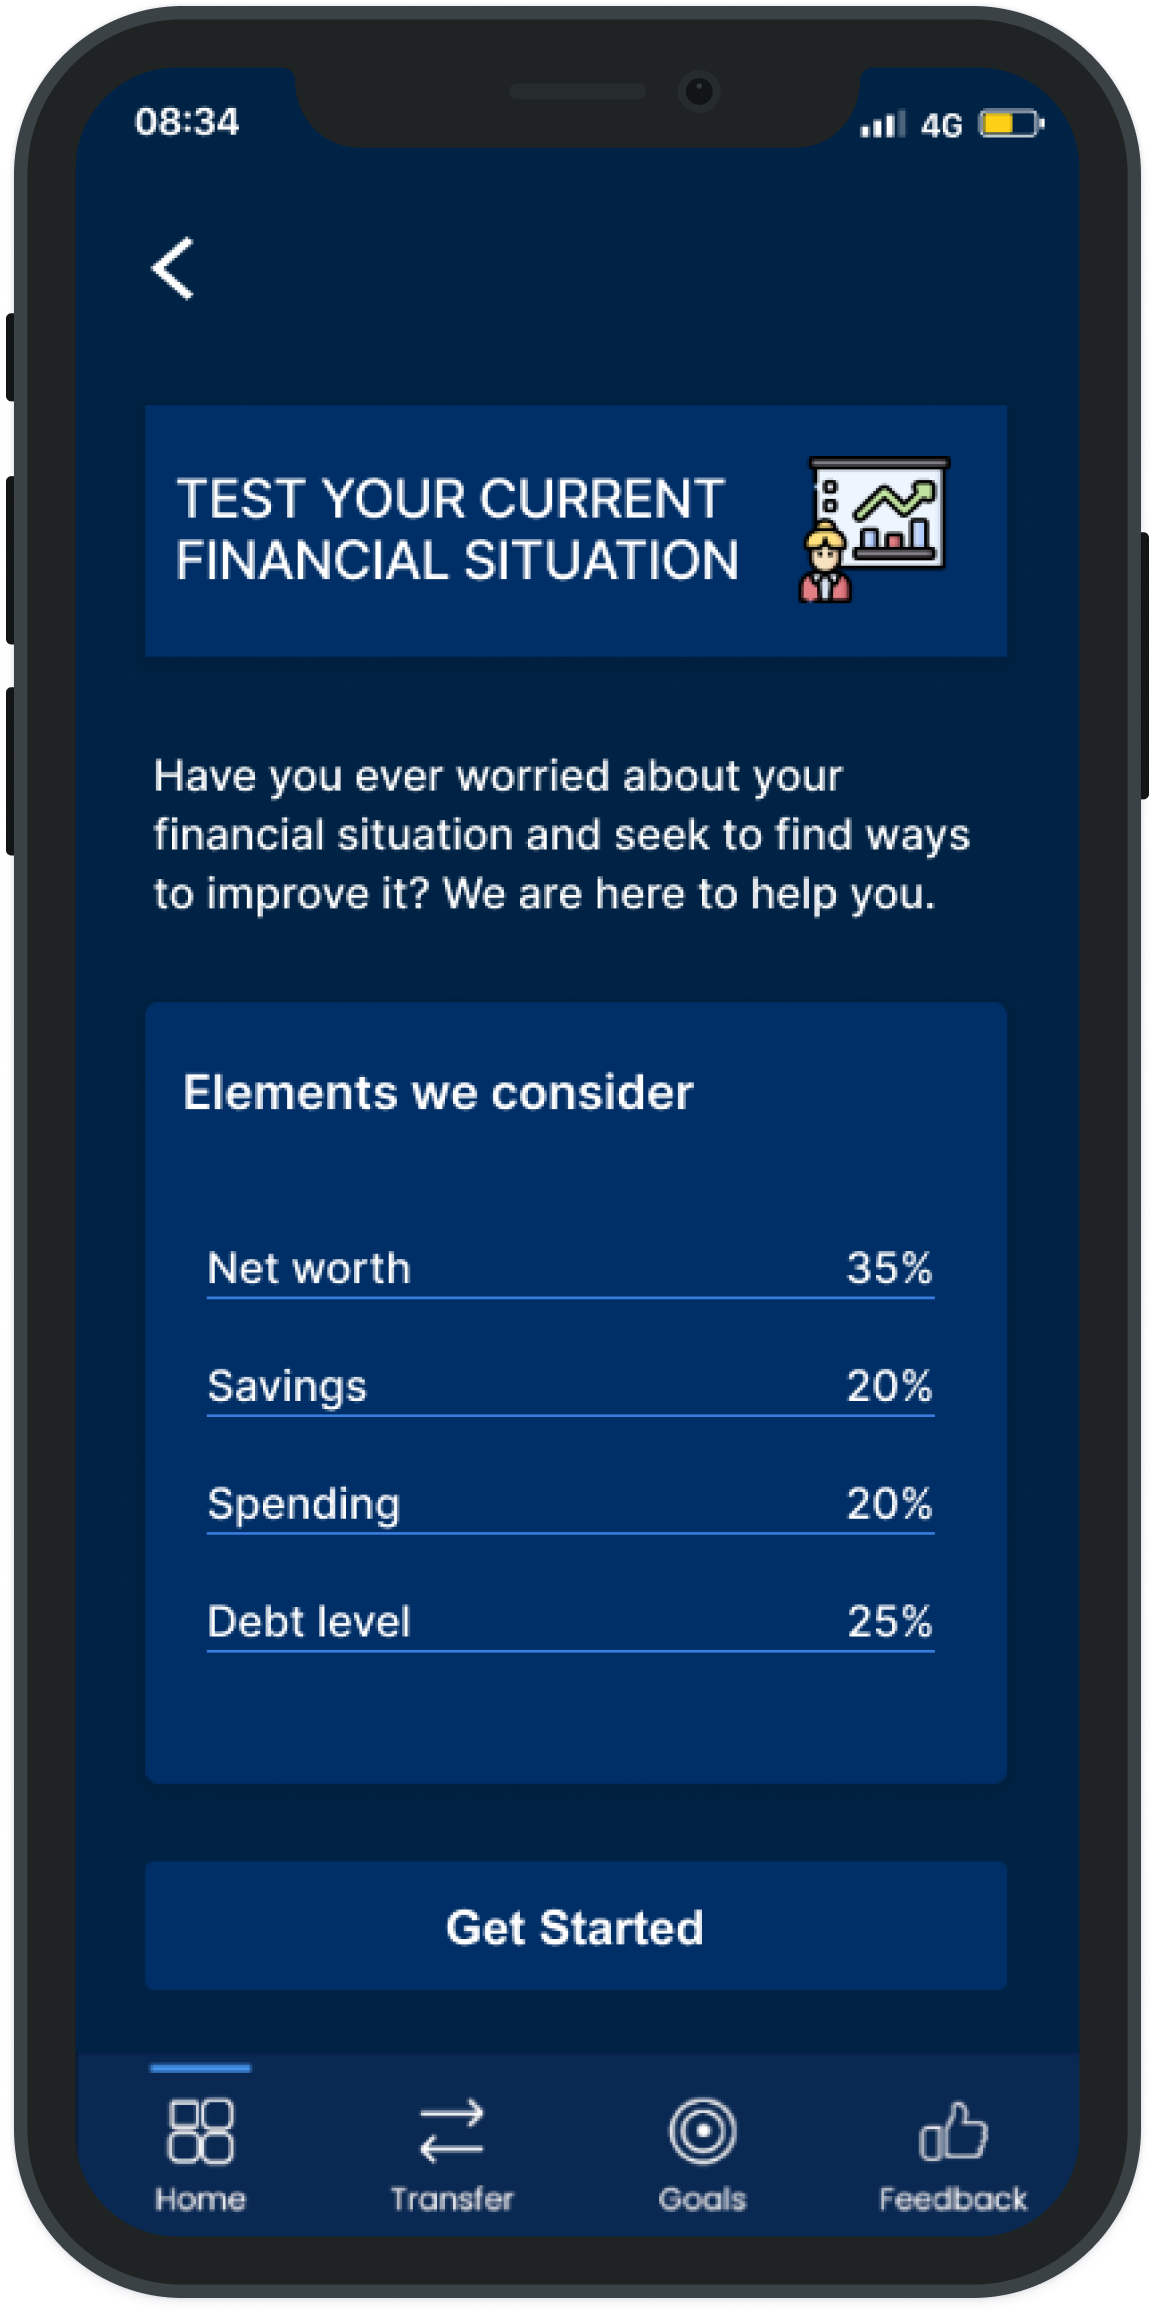 08:34 4G
TEST YOUR CURRENT
FINANCIAL SITUATION
Have you ever worried about your
financial situation and seek to find ways
to improve it? We are here to help you.
Elements we consider
Net worth 35%
Savings 20%
Spending 20%
Debt level 25%
Get Started
Home Transfer Goals Feedback